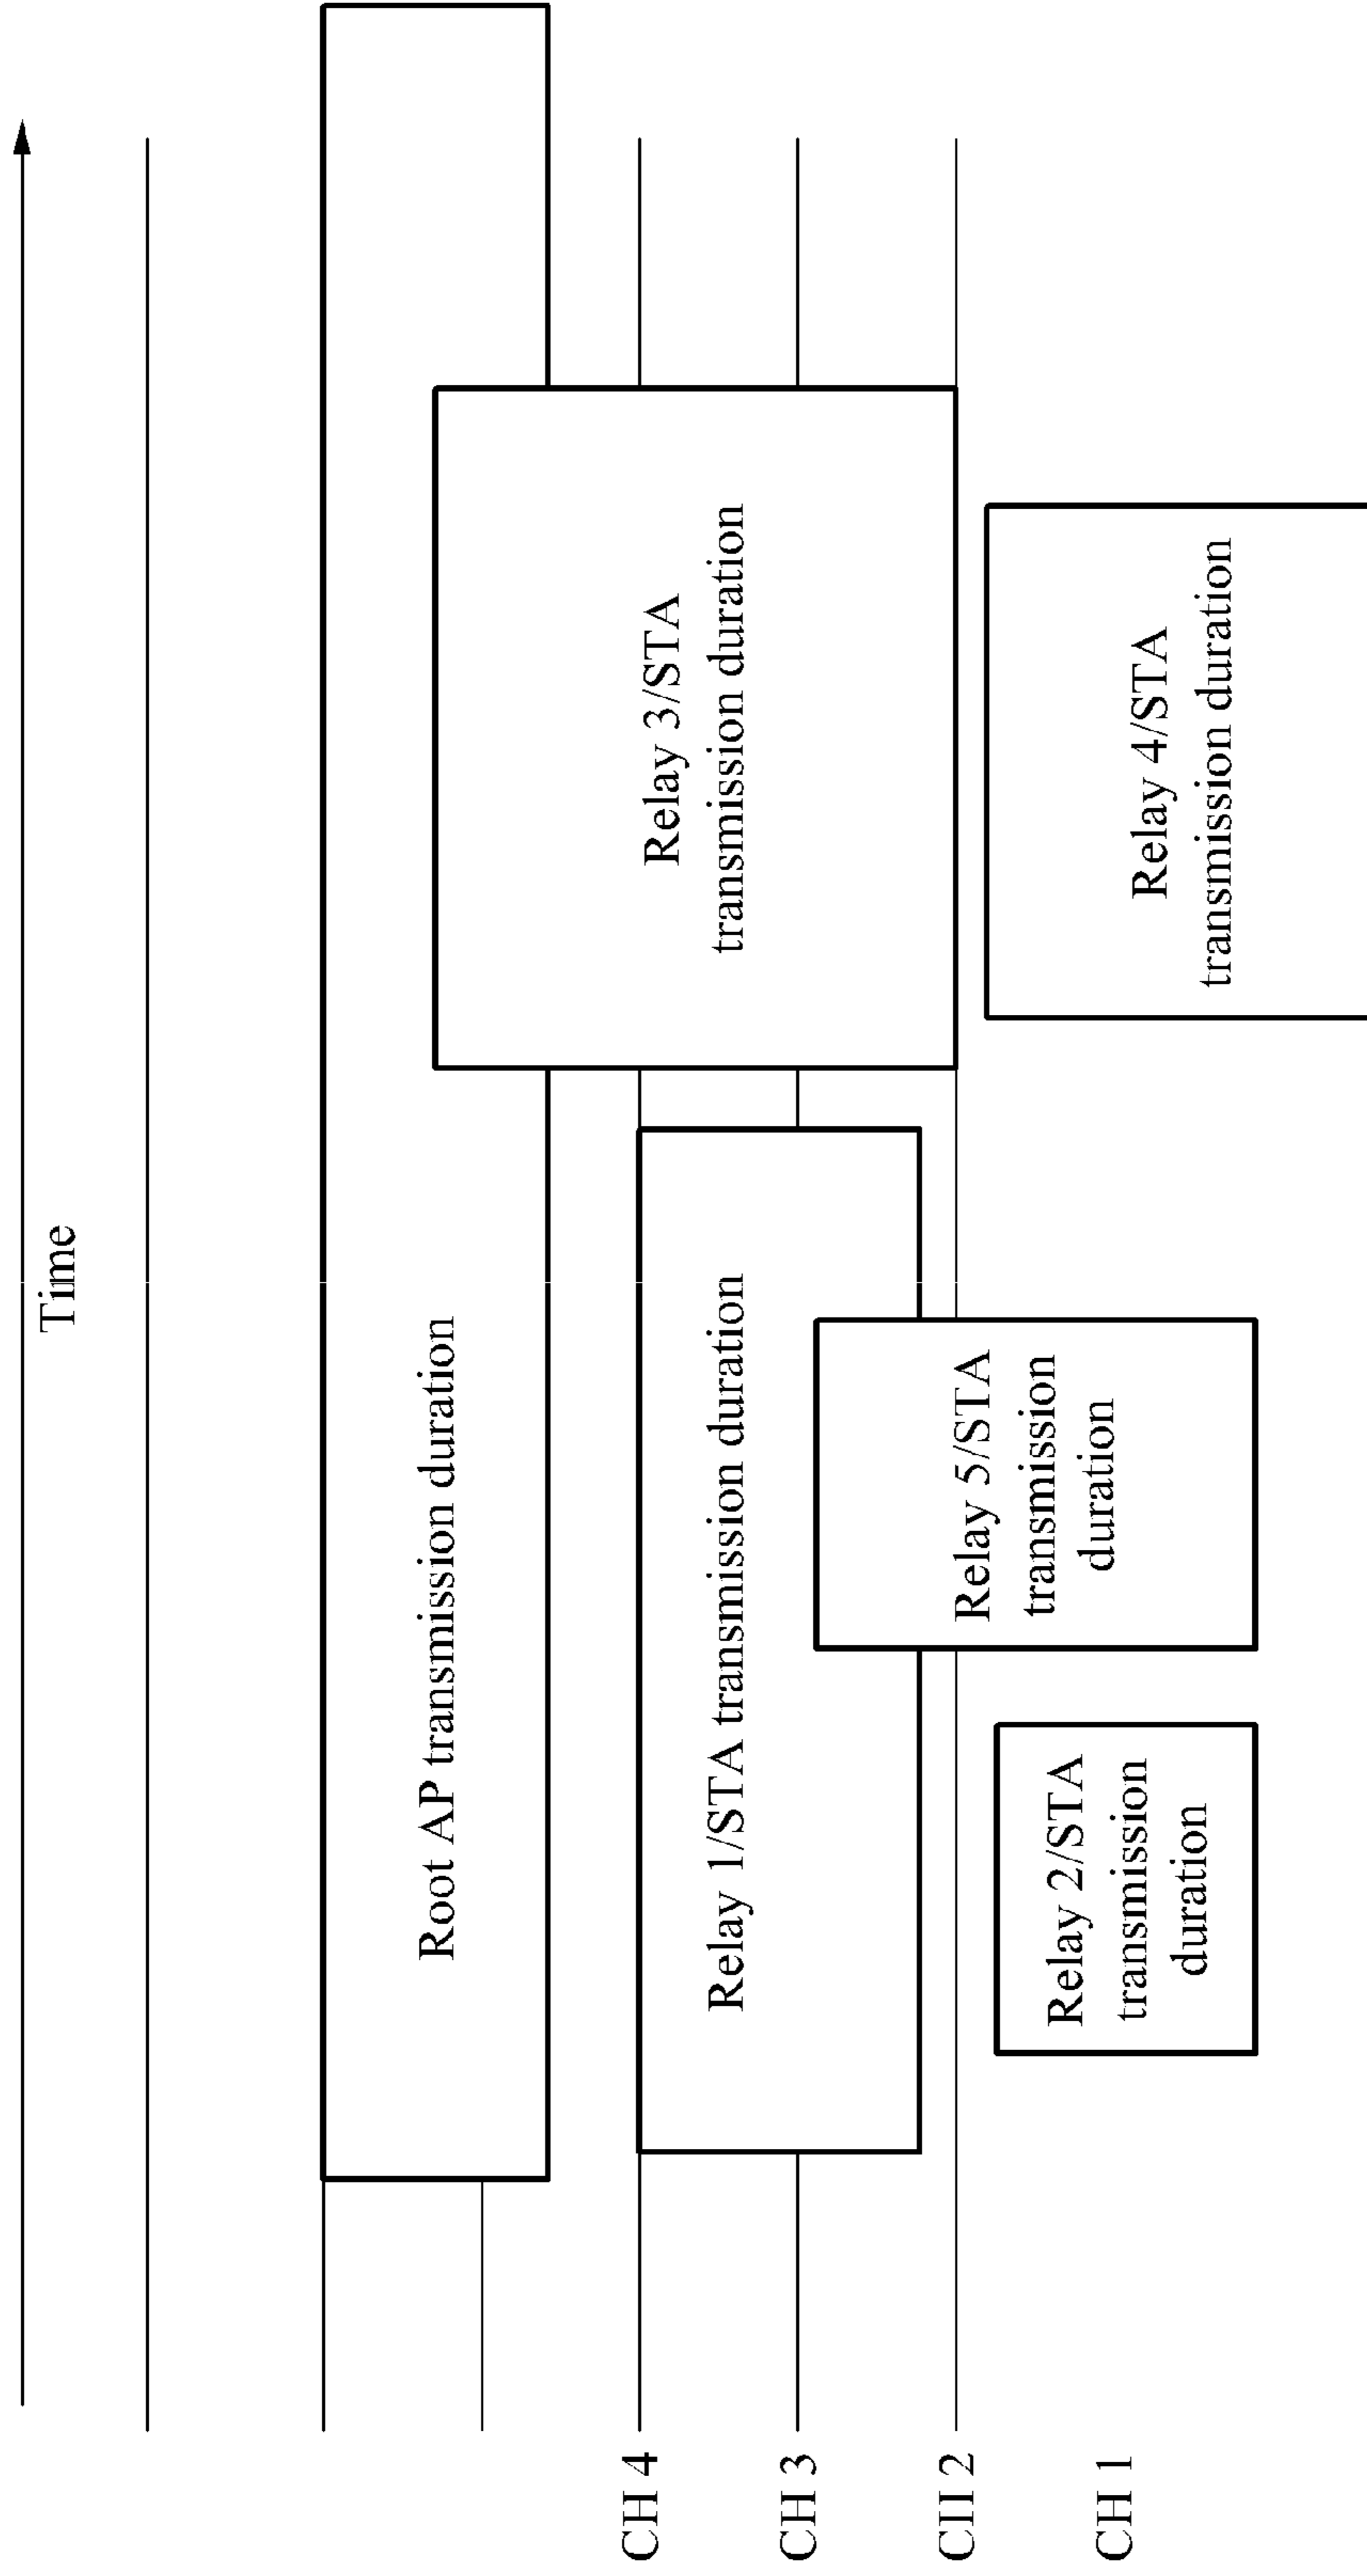 Time
Root AP transmission duration
CH 4
Relay 3/STA
transmission duration
Relay 1/STA transmission duration
CH 3
CII 2
Relay 5/STA
transmission
duration
CH 1
Relay 2/STA
transmission
duration
Relay 4/STA
transmission duration